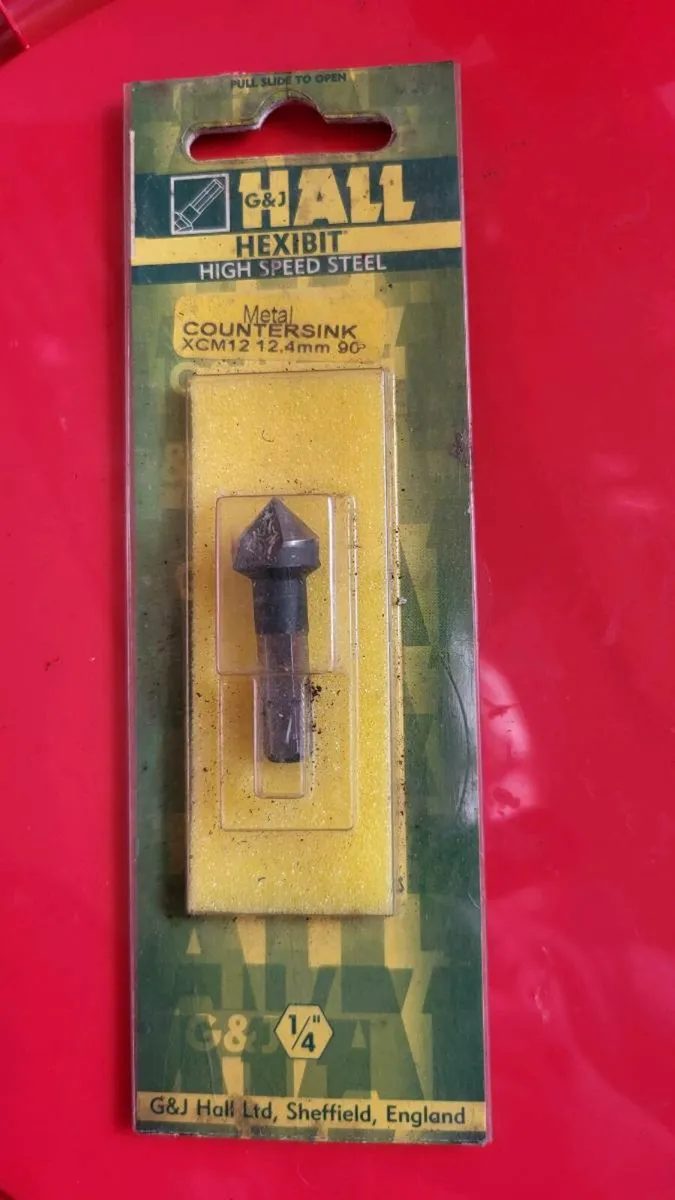 PULL SLIDE TO OPEN
G&J HALL
HEXIBIT
HIGH SPEED STEEL
Metal
COUNTERSINK
XCM12 12.4mm 90°
G&J
1/4"
G&J Hall Ltd, Sheffield, England